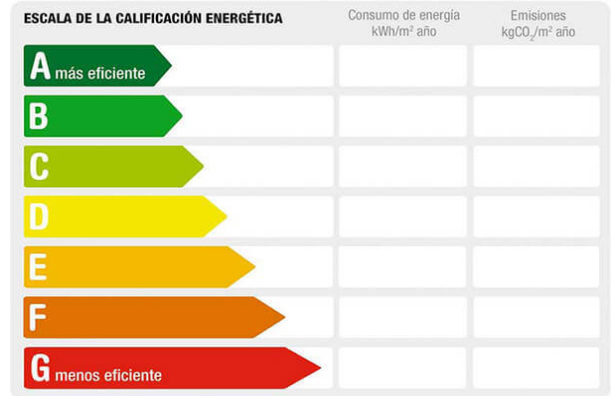 ESCALA DE LA CALIFICACIÓN ENERGÉTICA
Consumo de energía
kWh/m² año
Emisiones
kgCO₂/m² año
A más eficiente
B
C
D
E
F
G menos eficiente